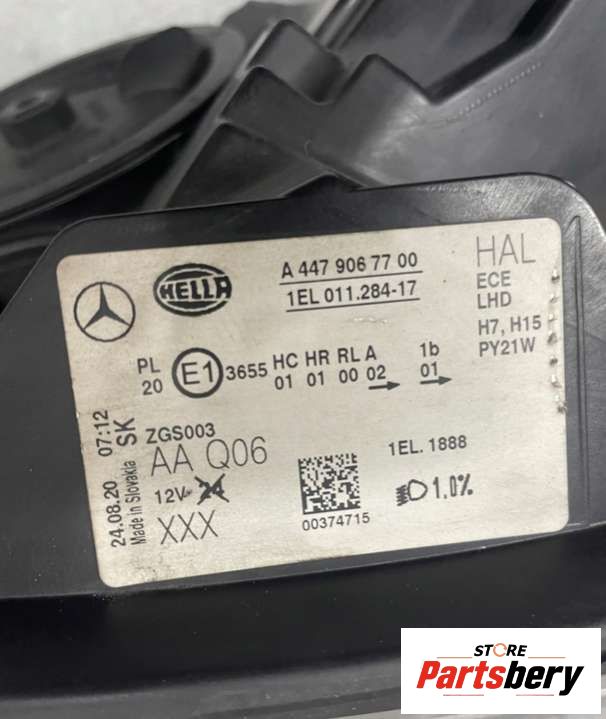 HELLA
A 447 906 77 00
1EL 011.284-17
HAL
ECE
LHD
H7, H15
PY21W
PL
20
E1
3655
HC HR RL A 1b
01 01 00 02 01
24.08.20 07:12
Made in Slovakia SK
ZGS003
AA Q06
12V
XXX
00374715
1EL. 1888
1.0%
STORE
Partsbery